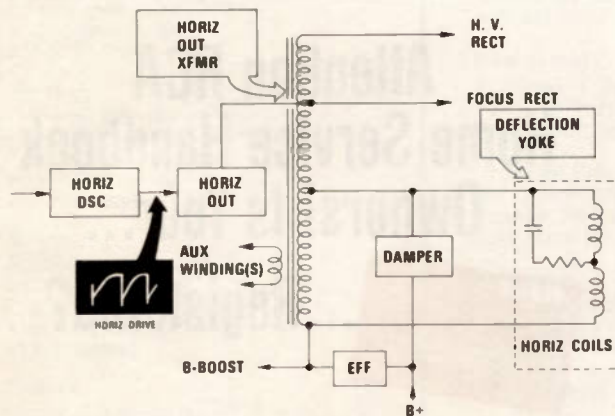 HORIZ
OUT
XFMR
H. V.
RECT
FOCUS RECT
DEFLECTION
YOKE
HORIZ
DSC
HORIZ
OUT
AUX
WINDING(S)
DAMPER
HORIZ DRIVE
B-BOOST
EFF
HORIZ COILS
B+